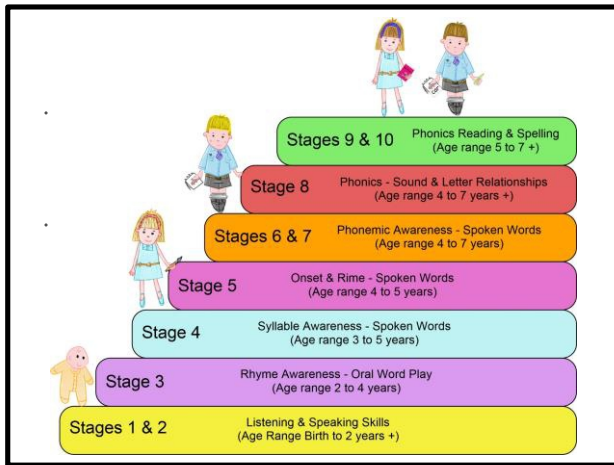 Stages 9 & 10
Phonics Reading & Spelling
(Age range 5 to 7 +)
Stage 8
Phonics - Sound & Letter Relationships
(Age range 4 to 7 years +)
Stages 6 & 7
Phonemic Awareness - Spoken Words
(Age range 4 to 7 years)
Stage 5
Onset & Rime - Spoken Words
(Age range 4 to 5 years)
Stage 4
Syllable Awareness - Spoken Words
(Age range 3 to 5 years)
Stage 3
Rhyme Awareness - Oral Word Play
(Age range 2 to 4 years)
Stages 1 & 2
Listening & Speaking Skills
(Age Range Birth to 2 years +)